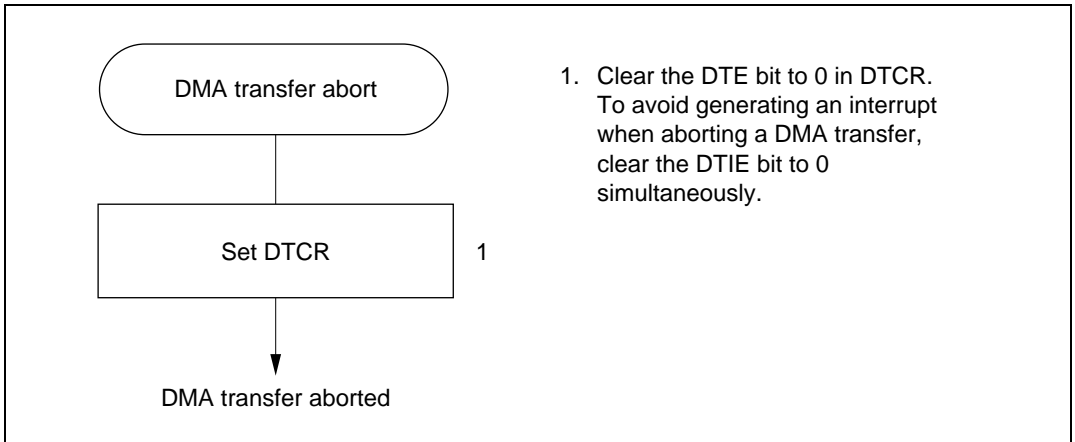 DMA transfer abort
Set DTCR
1
DMA transfer aborted
1. Clear the DTE bit to 0 in DTCR.
To avoid generating an interrupt
when aborting a DMA transfer,
clear the DTIE bit to 0
simultaneously.